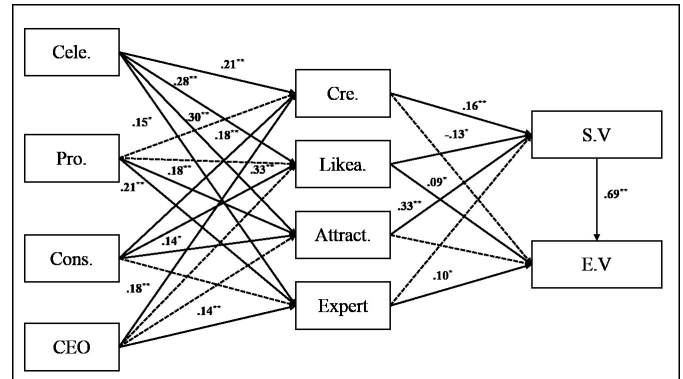 Cele.
.21**
.28**
Cre.
.16**
.15*
.30**
.18**
-.13*
S.V
Pro.
.18**
.33**
Likea.
.09*
.21**
.33**
.69**
Cons.
.14*
Attract.
E.V
.18**
.10*
Expert
.14**
CEO